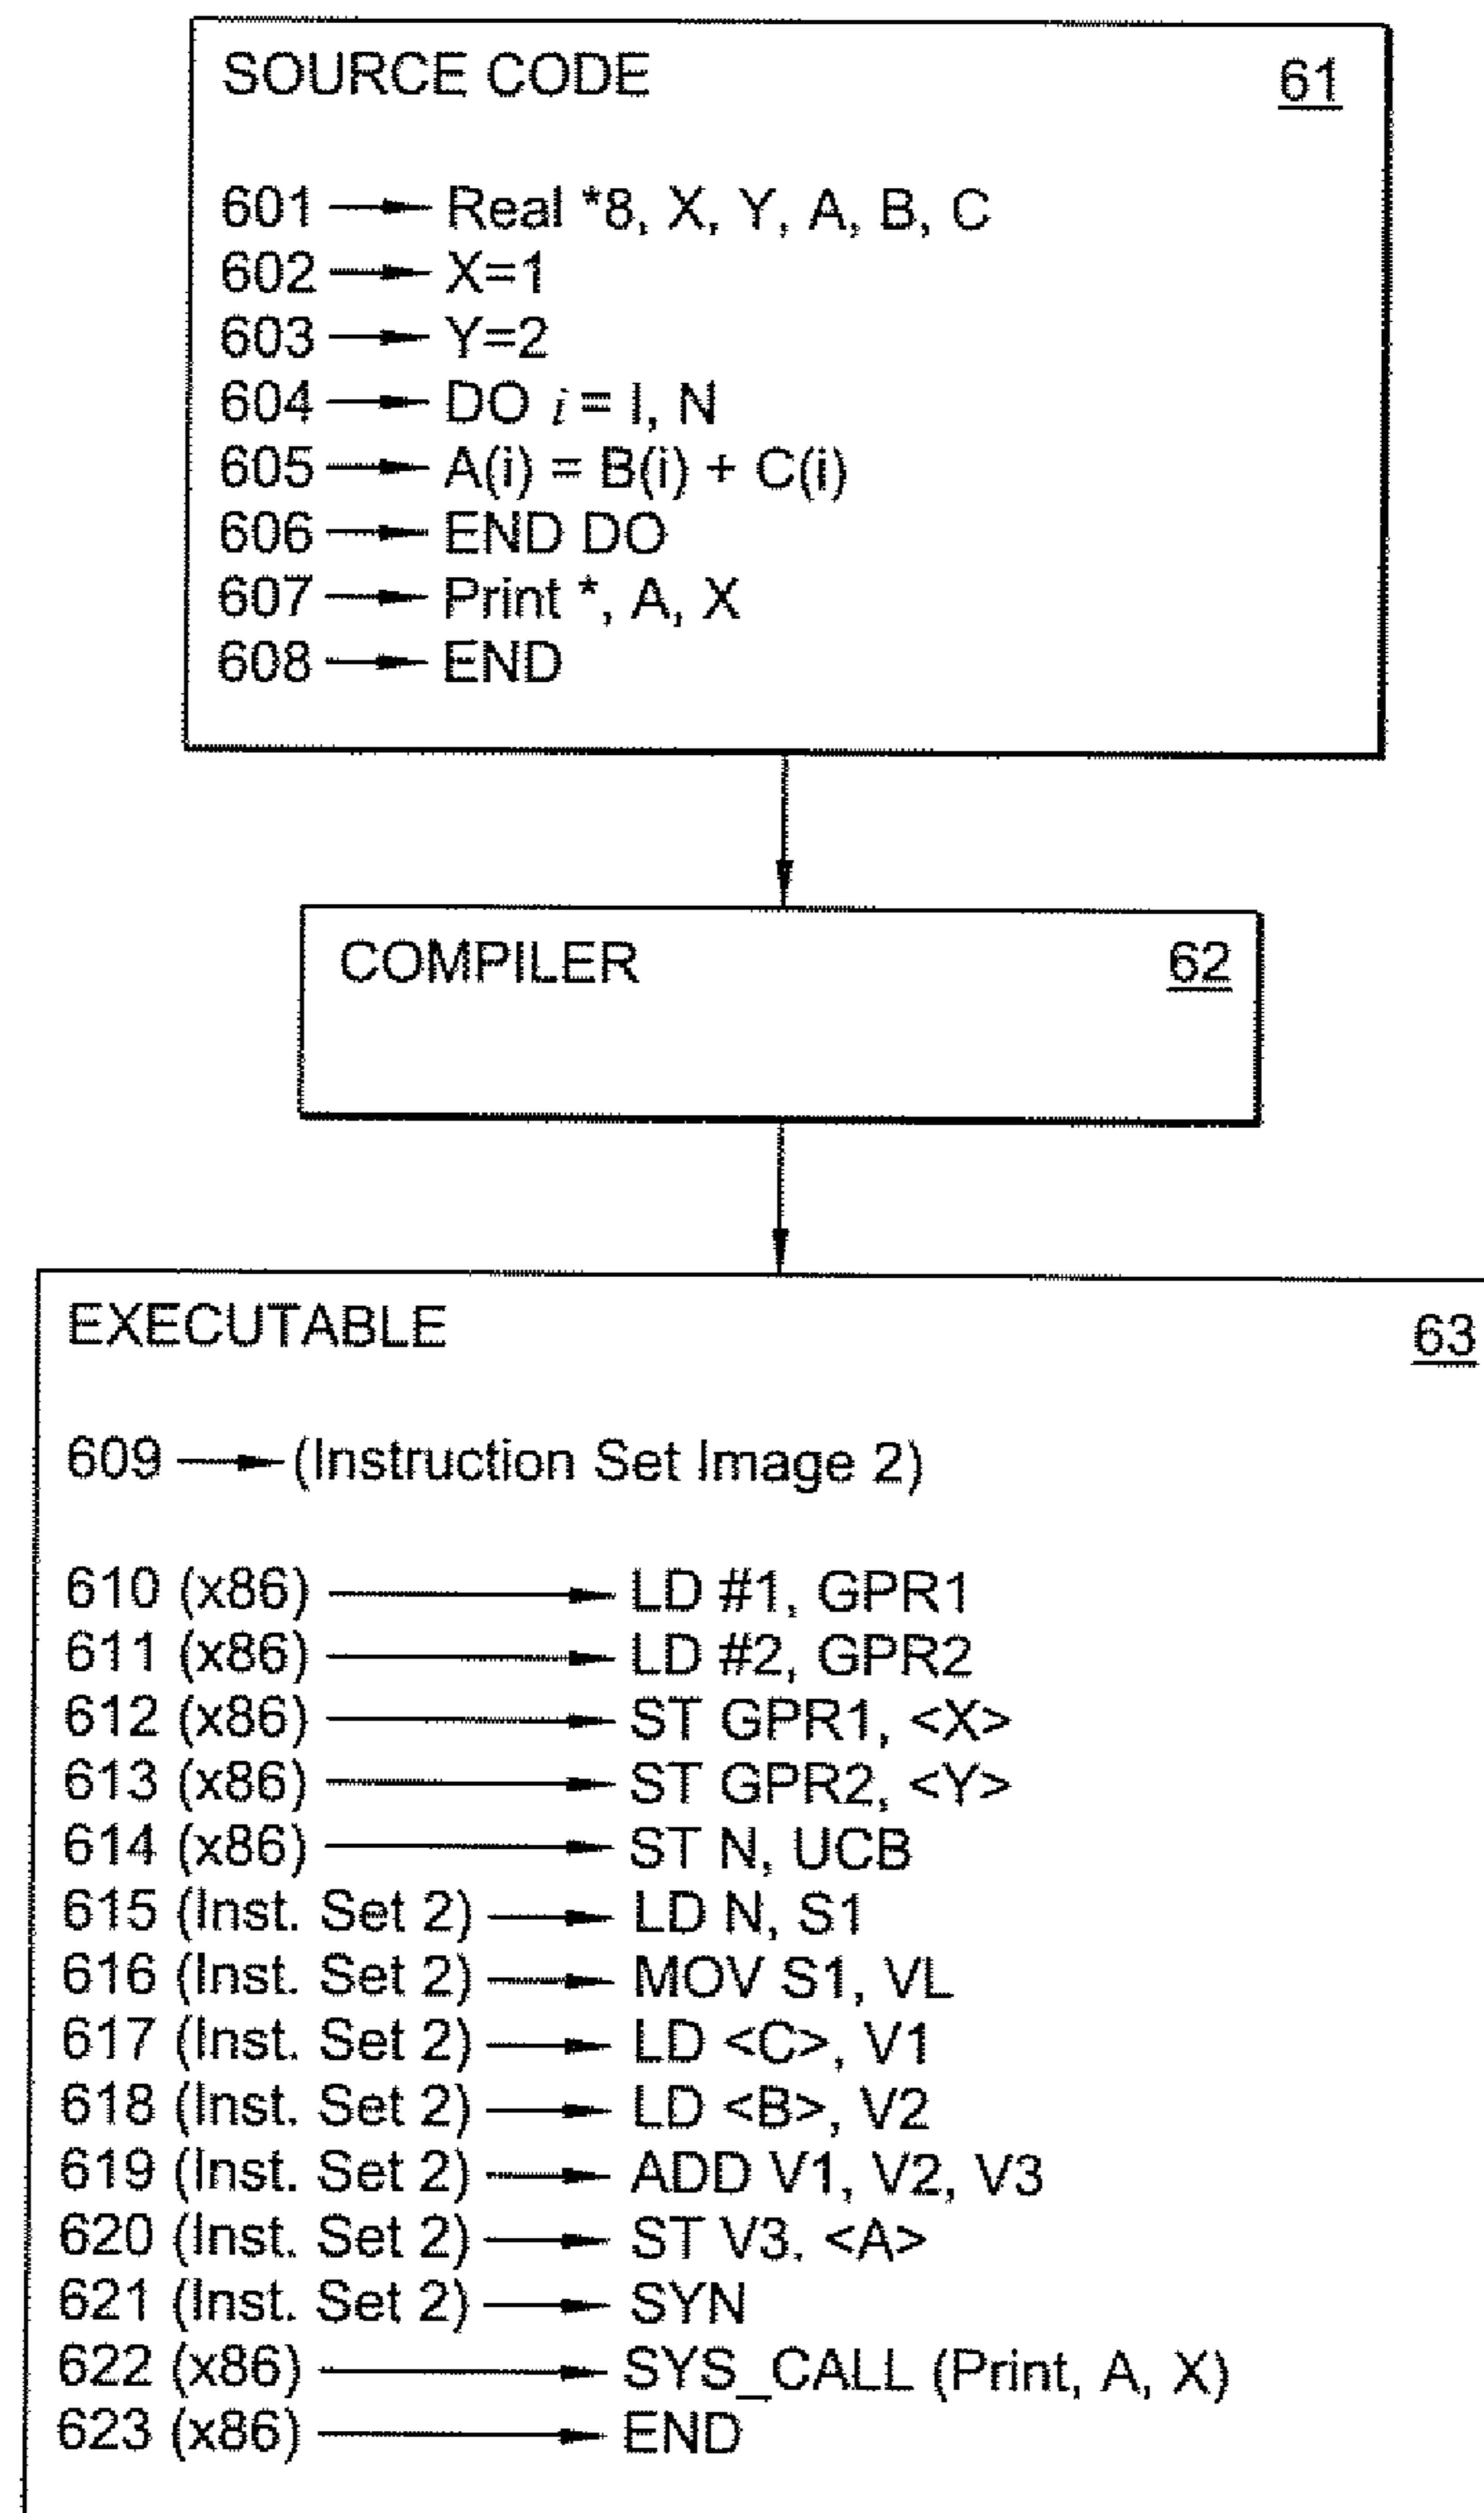 SOURCE CODE 61
601 Real *8, X, Y, A, B, C
602 X=1
603 Y=2
604 DO i = I, N
605 A(i) = B(i) + C(i)
606 END DO
607 Print *, A, X
608 END
COMPILER 62
EXECUTABLE 63
609 (Instruction Set Image 2)
610 (x86) LD #1, GPR1
611 (x86) LD #2, GPR2
612 (x86) ST GPR1, <X>
613 (x86) ST GPR2, <Y>
614 (x86) ST N, UCB
615 (Inst. Set 2) LD N, S1
616 (Inst. Set 2) MOV S1, VL
617 (Inst. Set 2) LD <C>, V1
618 (Inst. Set 2) LD <B>, V2
619 (Inst. Set 2) ADD V1, V2, V3
620 (Inst. Set 2) ST V3, <A>
621 (Inst. Set 2) SYN
622 (x86) SYS_CALL (Print, A, X)
623 (x86) END